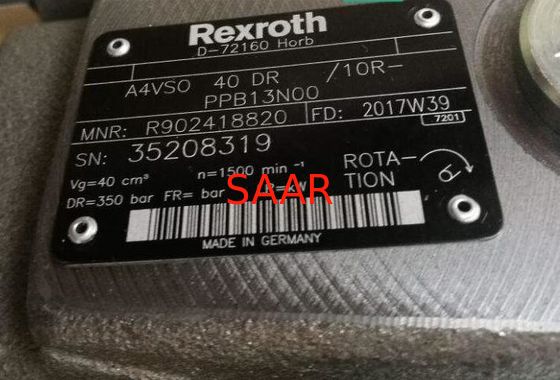 Rexroth
D-72160 Horb
A4VSO 40 DR /10R-
PPB13N00
MNR: R902418820 FD: 2017W39
7201
SN: 35208319
Vg=40 cm³ n=1500 min⁻¹ ROTA-
TION
DR=350 bar FR= bar =kW
SAAR
MADE IN GERMANY